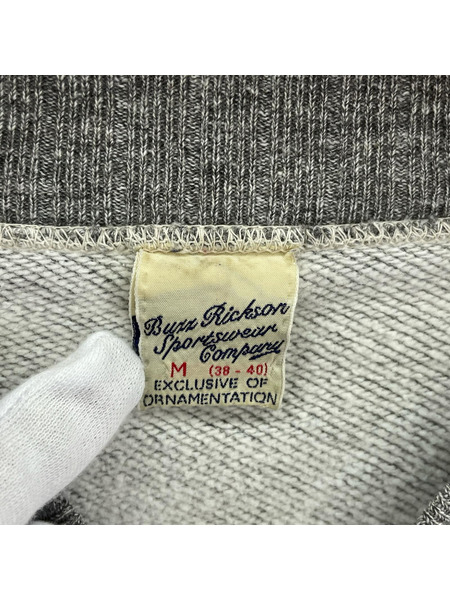 Buzz Rickson
Sportswear
Company
M (38 - 40)
EXCLUSIVE OF
ORNAMENTATION